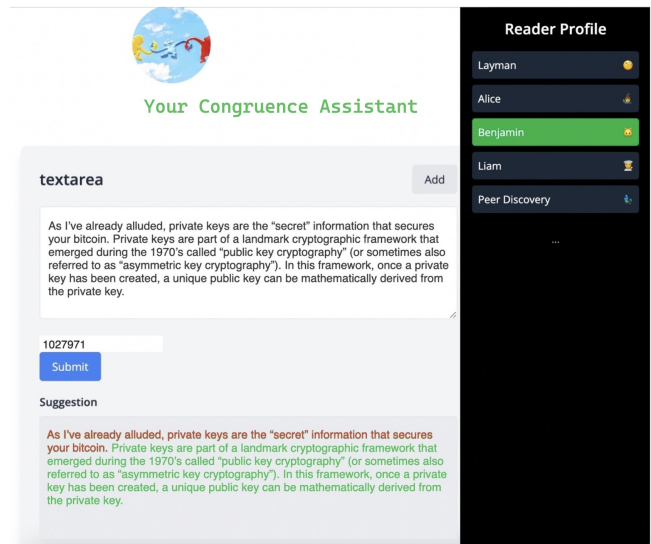 Your Congruence Assistant
textarea
Add
As I’ve already alluded, private keys are the “secret” information that secures
your bitcoin. Private keys are part of a landmark cryptographic framework that
emerged during the 1970’s called “public key cryptography” (or sometimes also
referred to as “asymmetric key cryptography”). In this framework, once a private
key has been created, a unique public key can be mathematically derived from
the private key.
1027971
Submit
Suggestion
As I’ve already alluded, private keys are the “secret” information that secures
your bitcoin. Private keys are part of a landmark cryptographic framework that
emerged during the 1970’s called “public key cryptography” (or sometimes also
referred to as “asymmetric key cryptography”). In this framework, once a private
key has been created, a unique public key can be mathematically derived from
the private key.
Reader Profile
Layman
Alice
Benjamin
Liam
Peer Discovery
...